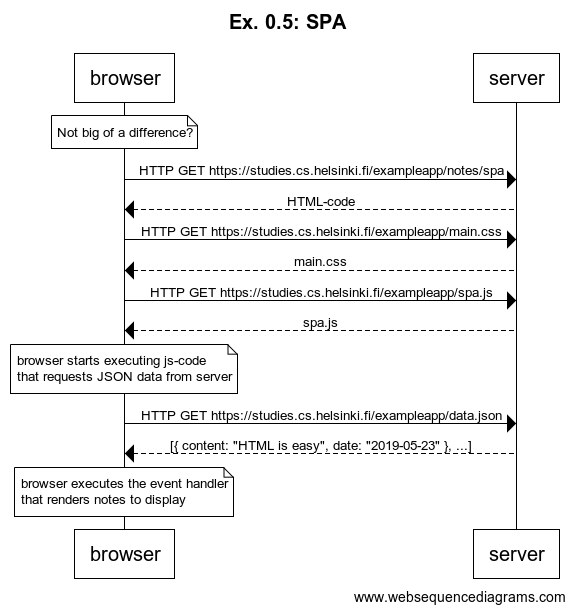 Ex. 0.5: SPA
browser
server
Not big of a difference?
HTTP GET https://studies.cs.helsinki.fi/exampleapp/notes/spa
HTML-code
HTTP GET https://studies.cs.helsinki.fi/exampleapp/main.css
main.css
HTTP GET https://studies.cs.helsinki.fi/exampleapp/spa.js
spa.js
browser starts executing js-code
that requests JSON data from server
HTTP GET https://studies.cs.helsinki.fi/exampleapp/data.json
[{ content: "HTML is easy", date: "2019-05-23" }, ...]
browser executes the event handler
that renders notes to display
browser
server
www.websequencediagrams.com